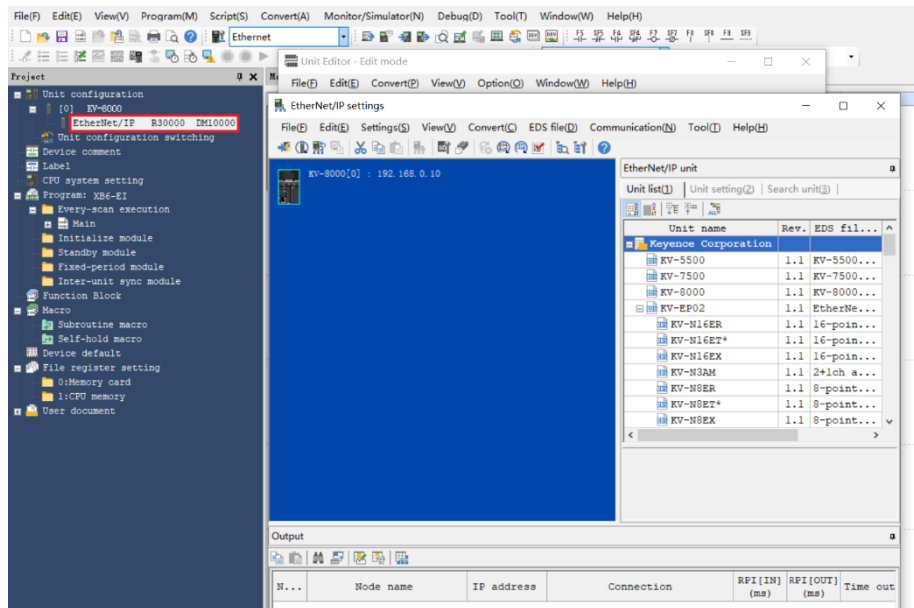 File(F) Edit(E) View(V) Program(M) Script(S) Convert(A) Monitor/Simulator(N) Debug(D) Tool(T) Window(W) Help(H)
Ethernet
Unit Editor - Edit mode
File(F) Edit(E) Convert(P) View(V) Option(O) Window(W) Help(H)
Project
Unit configuration
[0] KV-8000
EtherNet/IP R30000 DM10000
Unit configuration switching
Device comment
Label
CPU system setting
Program: XB6-EI
Every-scan execution
Main
Initialize module
Standby module
Fixed-period module
Inter-unit sync module
Function Block
Macro
Subroutine macro
Self-hold macro
Device default
File register setting
0:Memory card
1:CPU memory
User document
EtherNet/IP settings
File(F) Edit(E) Settings(S) View(V) Convert(C) EDS file(D) Communication(N) Tool(T) Help(H)
KV-8000[0] : 192.168.0.10
EtherNet/IP unit
Unit list(1) Unit setting(2) Search unit(3)
Unit name Rev. EDS fil...
Keyence Corporation
KV-5500 1.1 KV-5500...
KV-7500 1.1 KV-7500...
KV-8000 1.1 KV-8000...
KV-EP02 1.1 EtherNe...
KV-N16ER 1.1 16-poin...
KV-N16ET* 1.1 16-poin...
KV-N16EX 1.1 16-poin...
KV-N3AM 1.1 2+1ch a...
KV-N8ER 1.1 8-point...
KV-N8ET* 1.1 8-point...
KV-N8EX 1.1 8-point...
Output
N... Node name IP address Connection RPI[IN] (ms) RPI[OUT] (ms) Time out